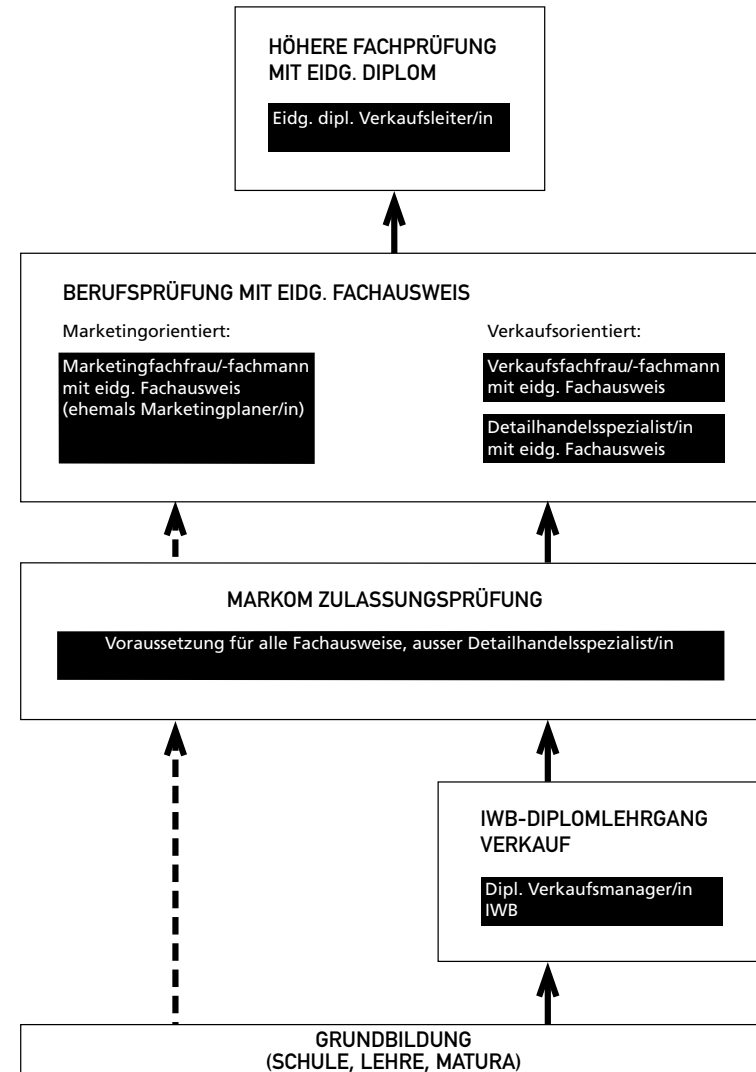 HÖHERE FACHPRÜFUNG
MIT EIDG. DIPLOM
Eidg. dipl. Verkaufsleiter/in
BERUFSPRÜFUNG MIT EIDG. FACHAUSWEIS
Marketingorientiert:
Marketingfachfrau/-fachmann
mit eidg. Fachausweis
(ehemals Marketingplaner/in)
Verkaufsorientiert:
Verkaufsfachfrau/-fachmann
mit eidg. Fachausweis
Detailhandelsspezialist/in
mit eidg. Fachausweis
MARKOM ZULASSUNGSPRÜFUNG
Voraussetzung für alle Fachausweise, ausser Detailhandelsspezialist/in
IWB-DIPLOMLEHRGANG
VERKAUF
Dipl. Verkaufsmanager/in
IWB
GRUNDBILDUNG
(SCHULE, LEHRE, MATURA)